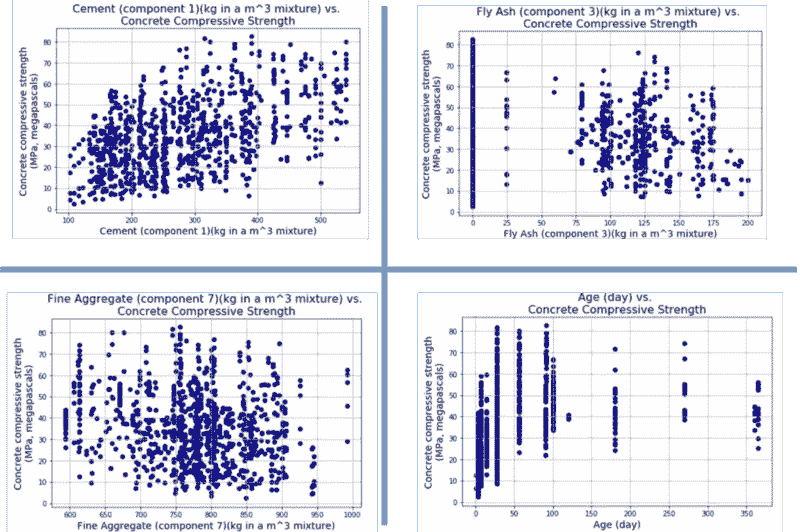 Cement (component 1)(kg in a m^3 mixture) vs.
Concrete Compressive Strength
Concrete compressive strength
(MPa, megapascals)
80
70
60
50
40
30
20
10
0
100 200 300 400 500
Cement (component 1)(kg in a m^3 mixture)
Fly Ash (component 3)(kg in a m^3 mixture) vs.
Concrete Compressive Strength
Concrete compressive strength
(MPa, megapascals)
80
70
60
50
40
30
20
10
0
0 25 50 75 100 125 150 175 200
Fly Ash (component 3)(kg in a m^3 mixture)
Fine Aggregate (component 7)(kg in a m^3 mixture) vs.
Concrete Compressive Strength
Concrete compressive strength
(MPa, megapascals)
80
70
60
50
40
30
20
10
0
600 650 700 750 800 850 900 950 1000
Fine Aggregate (component 7)(kg in a m^3 mixture)
Age (day) vs.
Concrete Compressive Strength
Concrete compressive strength
(MPa, megapascals)
80
70
60
50
40
30
20
10
0
0 50 100 150 200 250 300 350
Age (day)